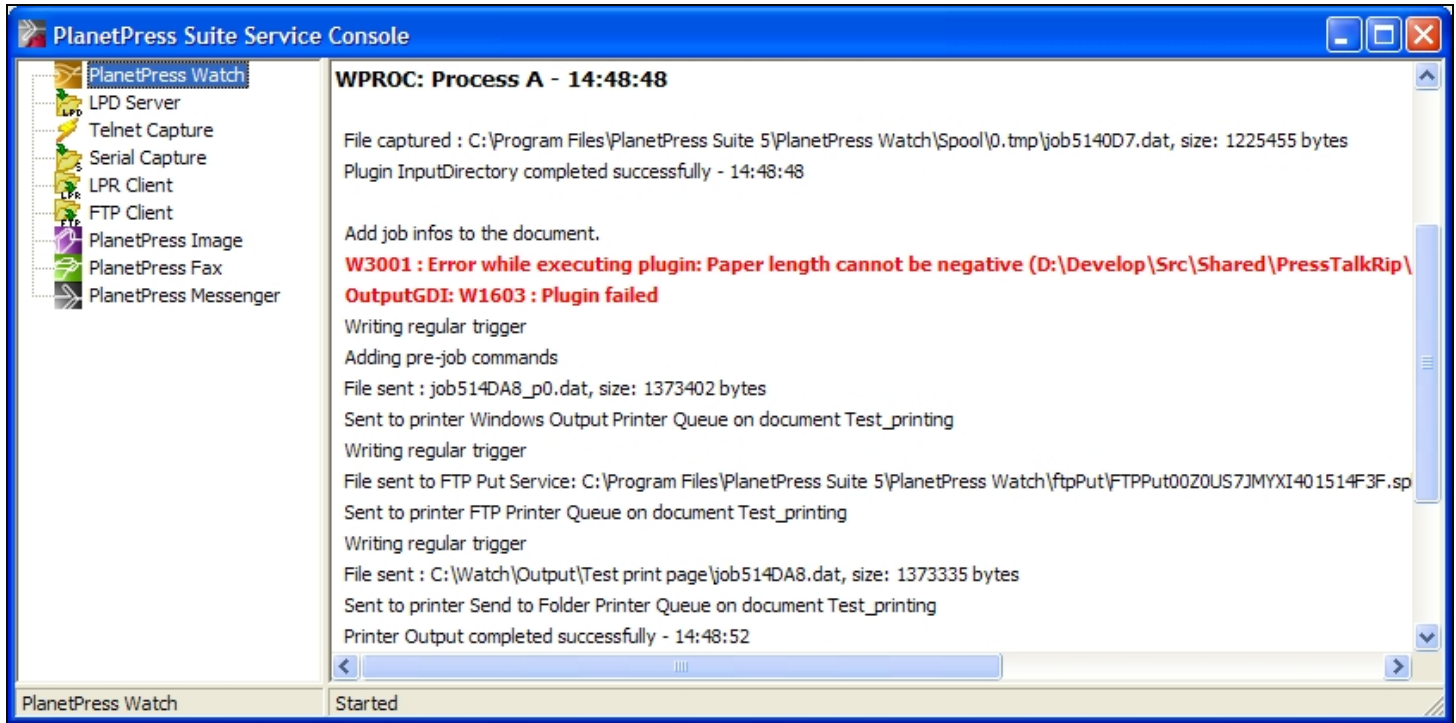 PlanetPress Suite Service Console
PlanetPress Watch
LPD Server
Telnet Capture
Serial Capture
LPR Client
FTP Client
PlanetPress Image
PlanetPress Fax
PlanetPress Messenger
WPROC: Process A - 14:48:48
File captured : C:\Program Files\PlanetPress Suite 5\PlanetPress Watch\Spool\0.tmp\job5140D7.dat, size: 1225455 bytes
Plugin InputDirectory completed successfully - 14:48:48
Add job infos to the document.
W3001 : Error while executing plugin: Paper length cannot be negative (D:\Develop\Src\Shared\PressTalkRip\
OutputGDI: W1603 : Plugin failed
Writing regular trigger
Adding pre-job commands
File sent : job514DA8_p0.dat, size: 1373402 bytes
Sent to printer Windows Output Printer Queue on document Test_printing
Writing regular trigger
File sent to FTP Put Service: C:\Program Files\PlanetPress Suite 5\PlanetPress Watch\ftpPut\FTPPut00Z0US7JMYXI401514F3F.sp
Sent to printer FTP Printer Queue on document Test_printing
Writing regular trigger
File sent : C:\Watch\Output\Test print page\job514DA8.dat, size: 1373335 bytes
Sent to printer Send to Folder Printer Queue on document Test_printing
Printer Output completed successfully - 14:48:52
PlanetPress Watch
Started